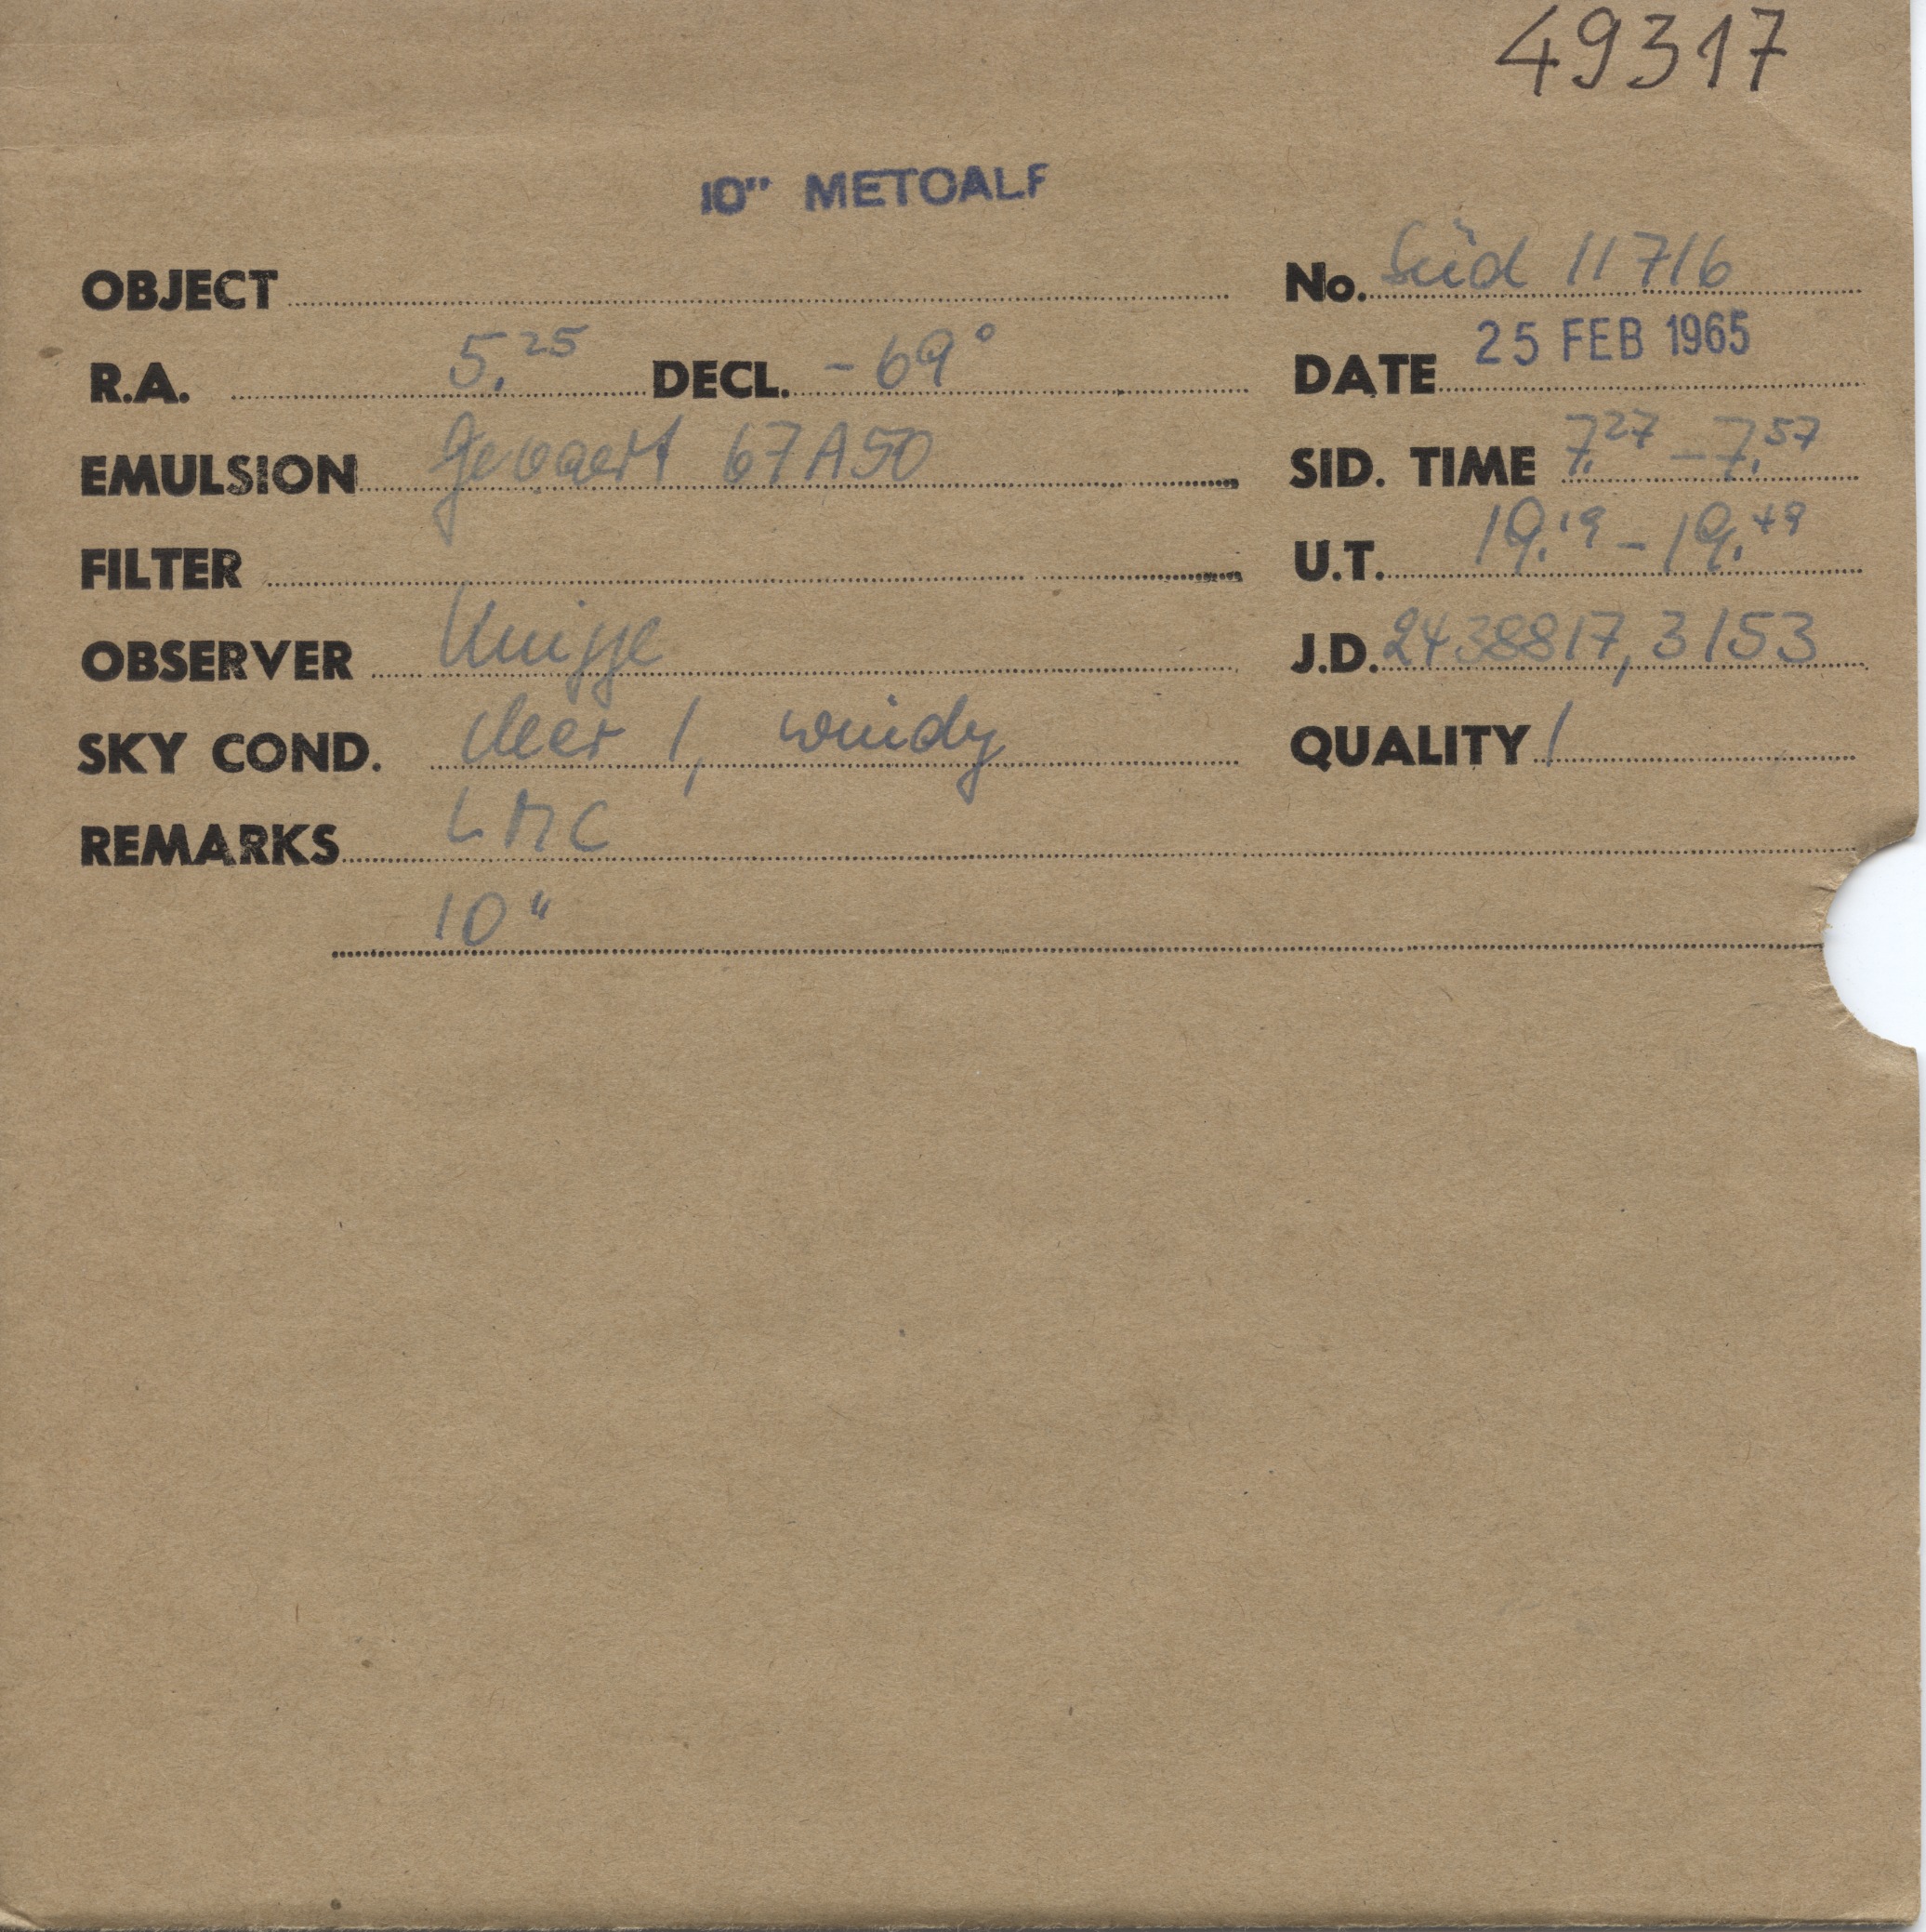 49317
10" METCALF
OBJECT No. Süd 11716
R.A. 5.25 DECL. -69° DATE 25 FEB 1965
EMULSION Gevaert 67A50 SID. TIME 7.27 - 7.57
FILTER U.T. 19.19 - 19.49
OBSERVER Knigge J.D. 2438817,3153
SKY COND. clear 1, windy QUALITY 1
REMARKS LMC
10"